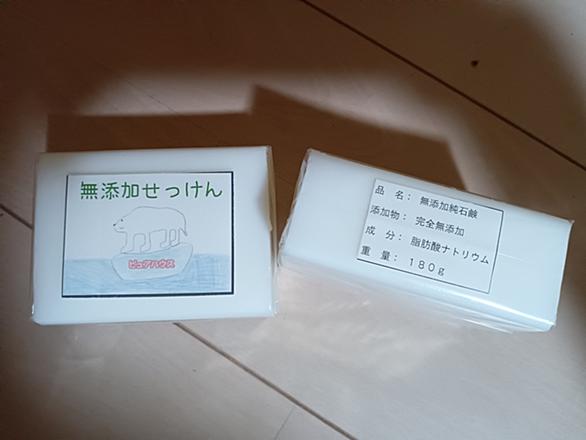 無添加せっけん
ピュアハウス
品　名：無添加純石鹸
添加物：完全無添加
成　分：脂肪酸ナトリウム
重　量：１８０ｇ